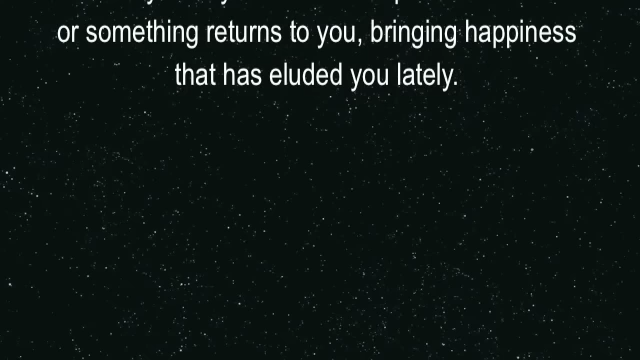 or something returns to you, bringing happiness
that has eluded you lately.